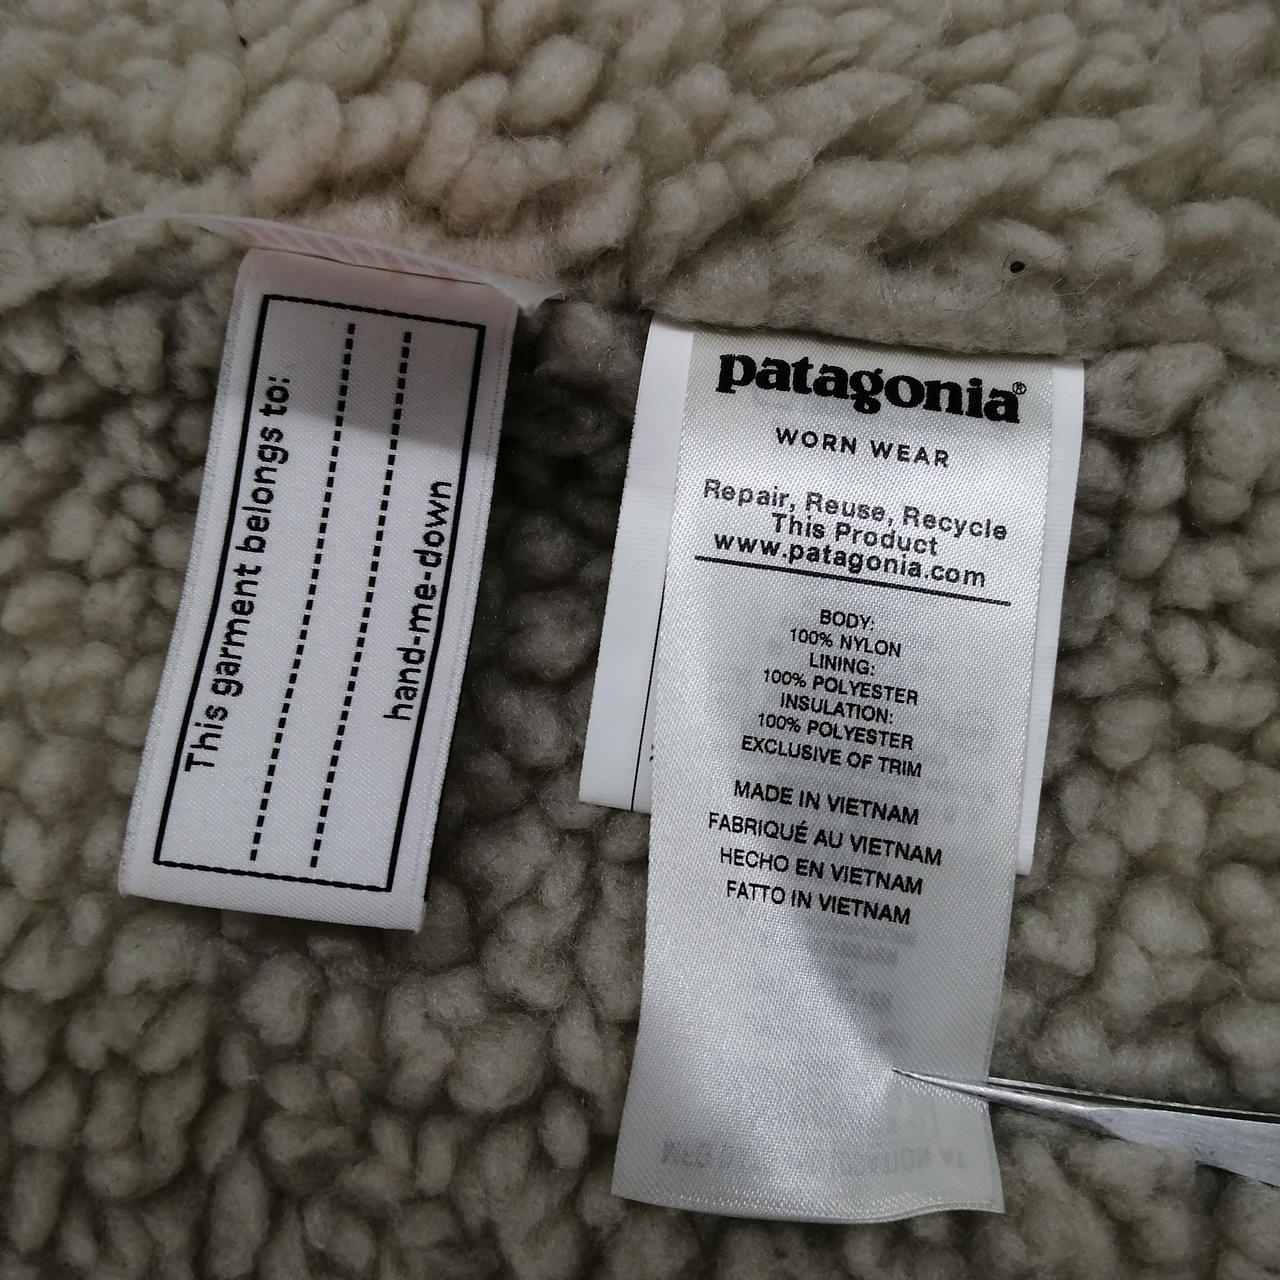 This garment belongs to:
hand-me-down
patagonia®
WORN WEAR
Repair, Reuse, Recycle
This Product
www.patagonia.com
BODY:
100% NYLON
LINING:
100% POLYESTER
INSULATION:
100% POLYESTER
EXCLUSIVE OF TRIM
MADE IN VIETNAM
FABRIQUÉ AU VIETNAM
HECHO EN VIETNAM
FATTO IN VIETNAM